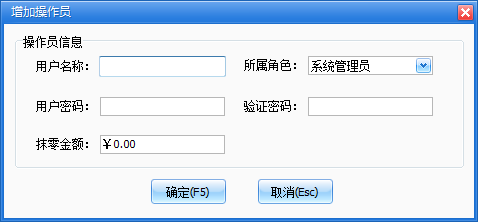 增加操作员
操作员信息
用户名称： 所属角色： 系统管理员
用户密码： 验证密码：
抹零金额： ￥0.00
确定(F5) 取消(Esc)